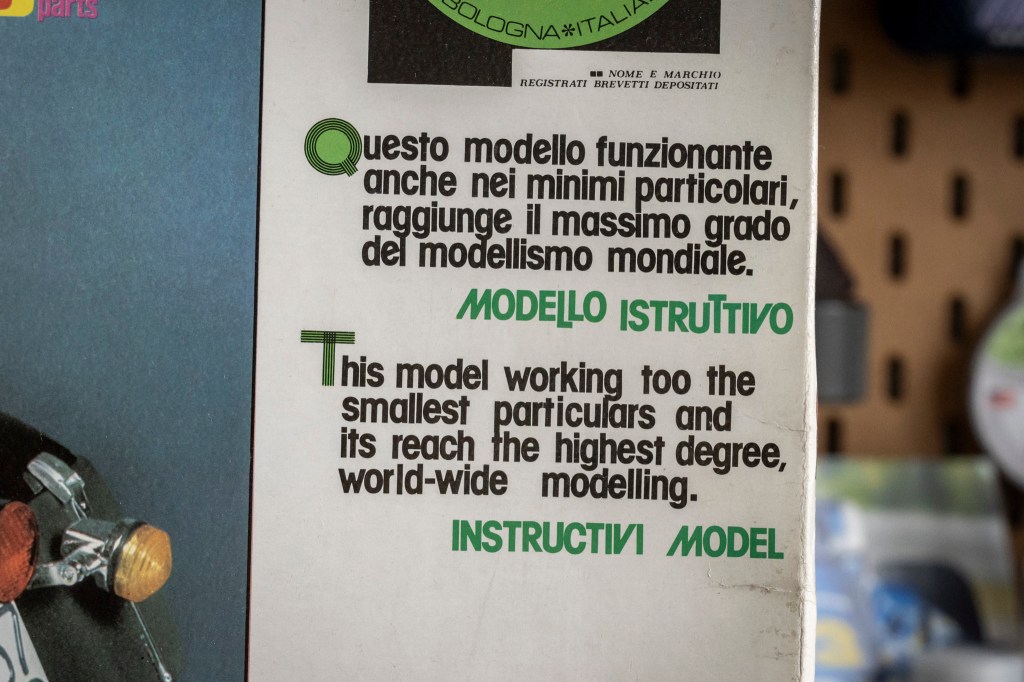 parts
BOLOGNA*ITALIA
NOME E MARCHIO
REGISTRATI BREVETTI DEPOSITATI
Questo modello funzionante
anche nei minimi particolari,
raggiunge il massimo grado
del modellismo mondiale.
MODELLO ISTRUTTIVO
This model working too the
smallest particulars and
its reach the highest degree,
world-wide modelling.
INSTRUCTIVI MODEL